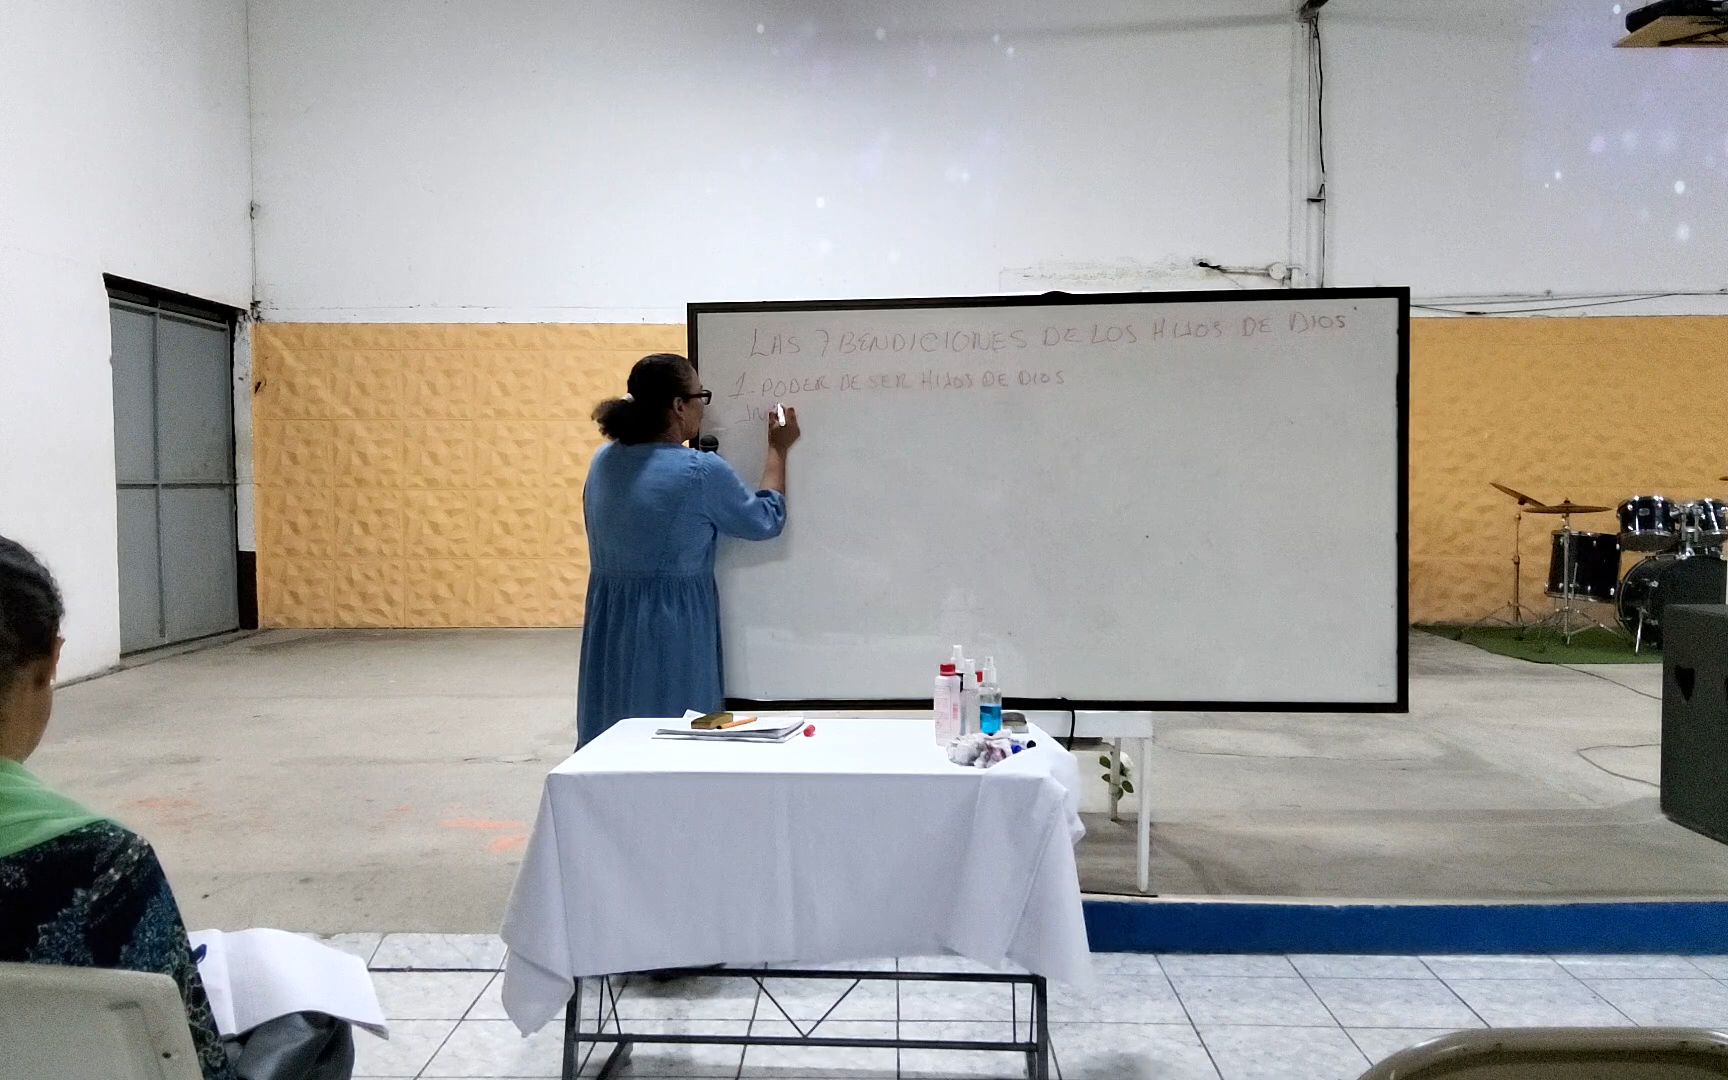 LAS 7 BENDICIONES DE LOS HIJOS DE DIOS
1- PODER DE SER HIJOS DE DIOS